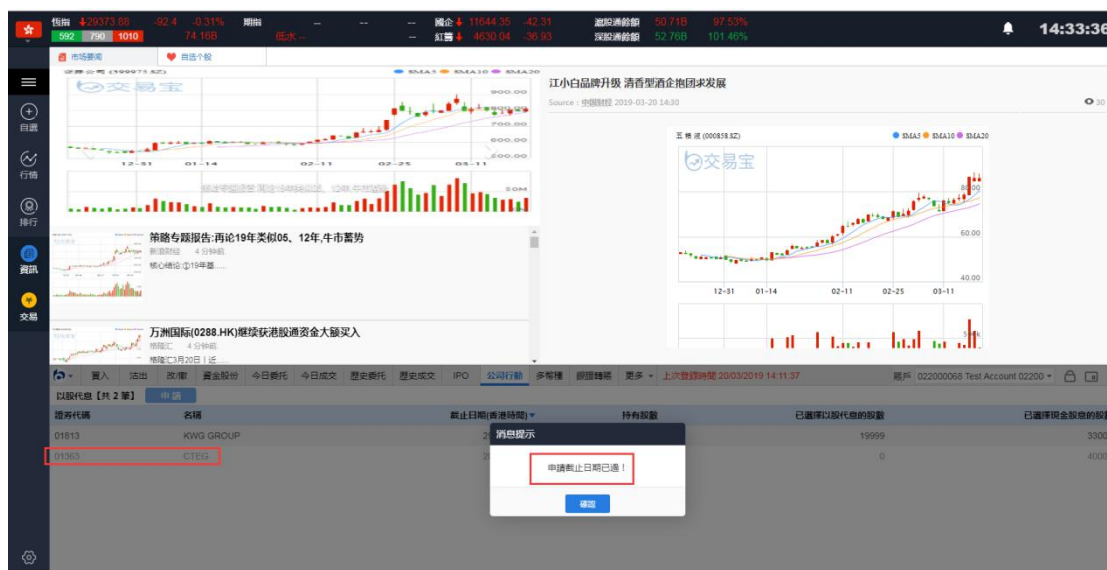 恆指 29373.88 -92.4 -0.31% 期指 -- -- -- 國企 11644.35 -42.31 滬股通餘額 50.71B 97.53%
592 790 1010 74.16B 低水 -- -- 紅籌 4630.04 -36.93 深股通餘額 52.76B 101.46%
14:33:36
市场要闻 自选个股
自選
行情
排行
資訊
交易
SMA5 SMA10 SMA20
交易宝
900.00
800.00
700.00
600.00
500.00
12-31 01-14 02-11 02-25 03-11
50M
策略专题报告:再论19年类似05、12年,牛市蓄势
新浪财经 4 分钟前
核心结论:①19年基......
万洲国际(0288.HK)继续获港股通资金大额买入
格隆汇 4 分钟前
格隆汇3月20日丨近......
江小白品牌升级 清香型酒企抱团求发展
Source : 中国财经 2019-03-20 14:30
30
五 粮 液 (000858.SZ) SMA5 SMA10 SMA20
交易宝
80.00
60.00
40.00
12-31 01-14 02-11 02-25 03-11
買入 沽出 改/撤 資金股份 今日委托 今日成交 歷史委托 歷史成交 IPO 公司行動 多幣種 銀證轉賬 更多 上次登錄時間 20/03/2019 14:11:37 賬戶 022000068 Test Account 02200
以股代息【共 2 筆】 申 請
證券代碼 名稱 截止日期(香港時間) 持有股數 已選擇以股代息的股數 已選擇現金股息的股
01813 KWG GROUP 19999 3300
01363 CTEG 0 4000
消息提示
申請截止日期已過！
確認